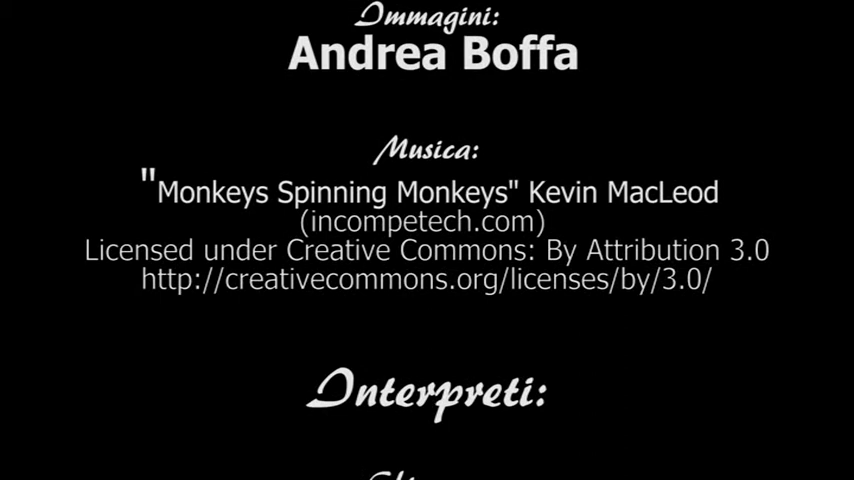 Immagini:
Andrea Boffa
Musica:
"Monkeys Spinning Monkeys" Kevin MacLeod
(incompetech.com)
Licensed under Creative Commons: By Attribution 3.0
http://creativecommons.org/licenses/by/3.0/
Interpreti: